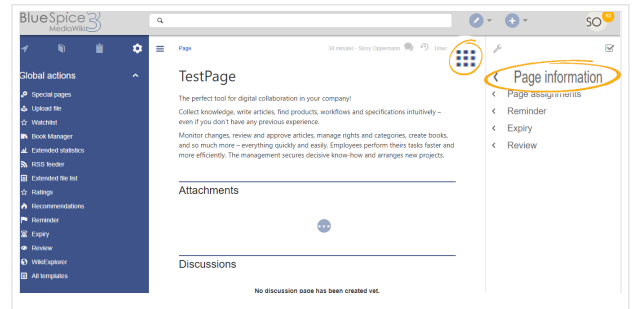 BlueSpice 3
MediaWiki
SO
Page
34 minutes - Sissy Oppermann
User
Global actions
Special pages
Upload file
Watchlist
Book Manager
Extended statistics
RSS feeder
Extended file list
Ratings
Recommendations
Reminder
Expiry
Review
WikiExplorer
All templates
TestPage
The perfect tool for digital collaboration in your company!
Collect knowledge, write articles, find products, workflows and specifications intuitively –
even if you don't have any previous experience.
Monitor changes, review and approve articles, manage rights and categories, create books,
and so much more – everything quickly and easily. Employees perform theirs tasks faster and
more efficiently. The management secures decisive know-how and arranges new projects.
Attachments
Discussions
No discussion page has been created yet.
Page information
Page assignments
Reminder
Expiry
Review